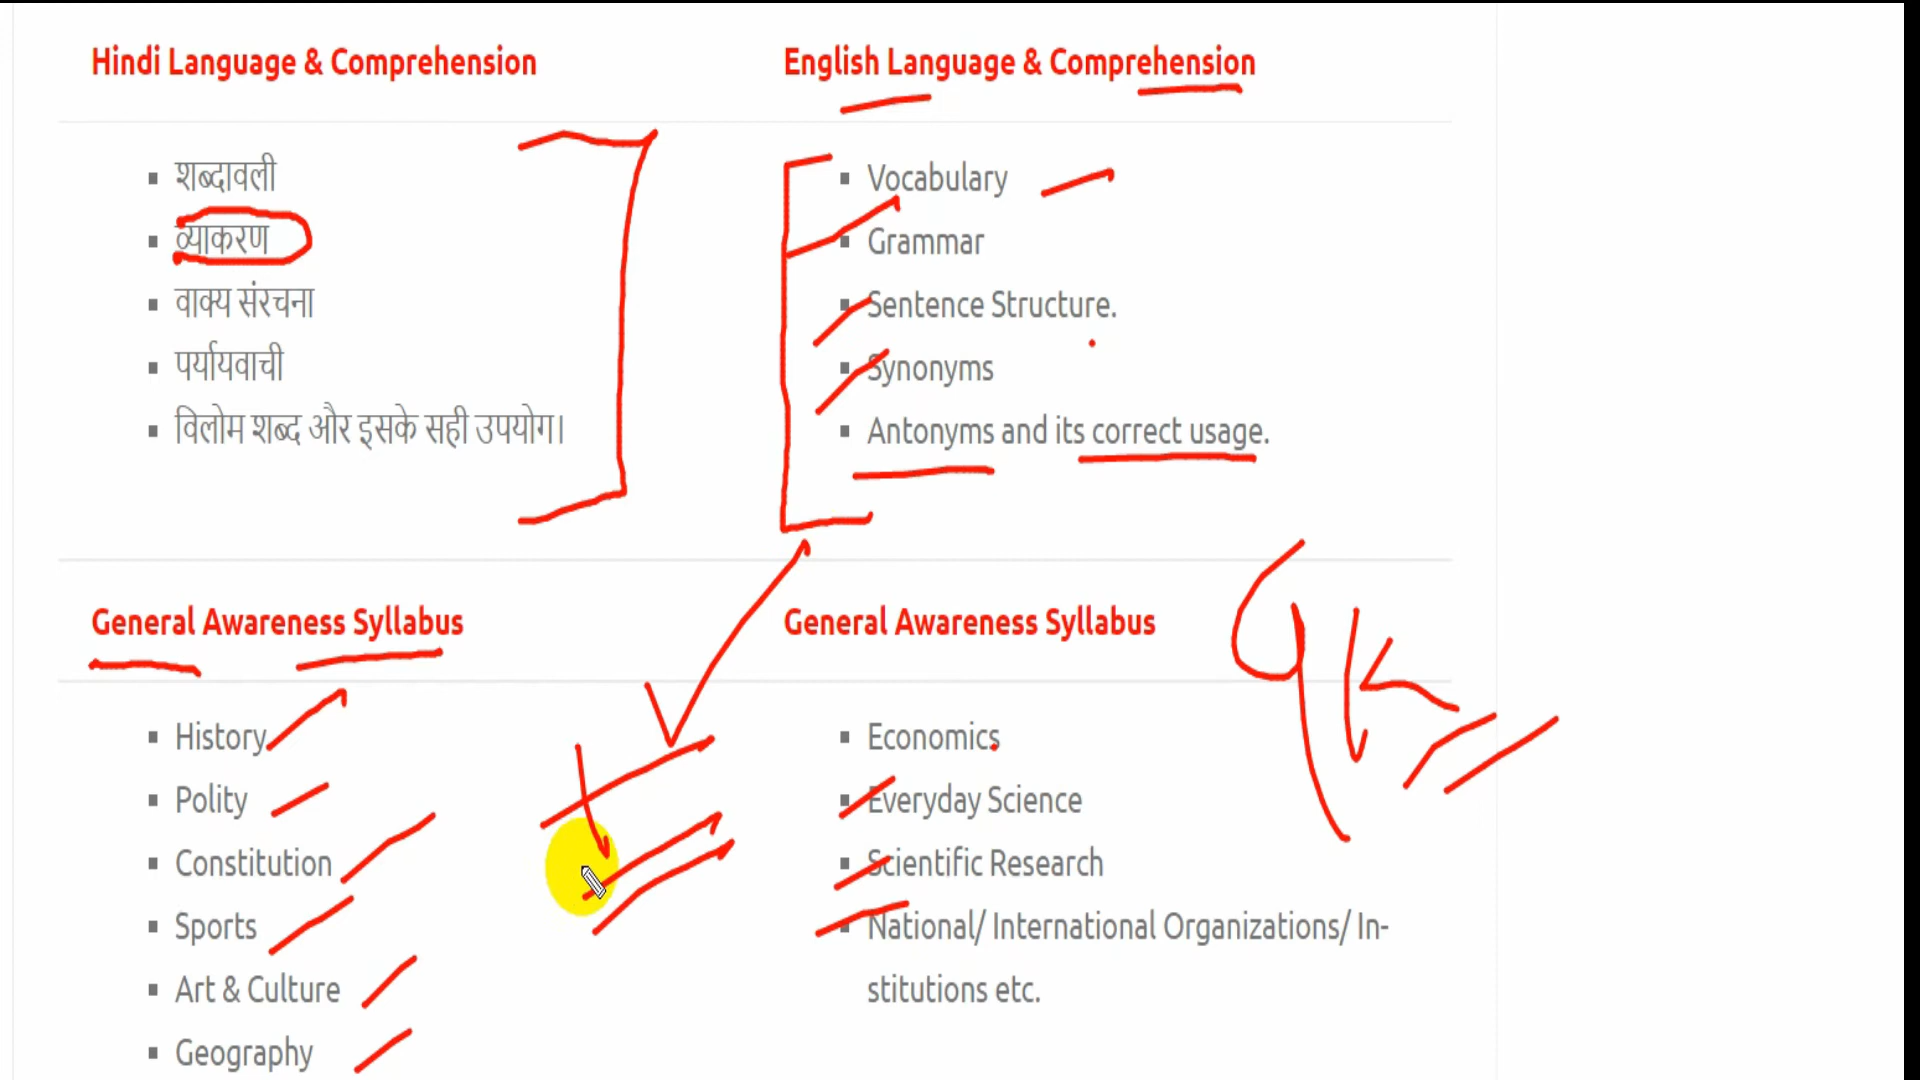 Hindi Language & Comprehension
शब्दावली
व्याकरण
वाक्य संरचना
पर्यायवाची
विलोम शब्द और इसके सही उपयोग।
English Language & Comprehension
Vocabulary
Grammar
Sentence Structure.
Synonyms
Antonyms and its correct usage.
General Awareness Syllabus
History
Polity
Constitution
Sports
Art & Culture
Geography
General Awareness Syllabus
Economics
Everyday Science
Scientific Research
National/ International Organizations/ In-
stitutions etc.
GK